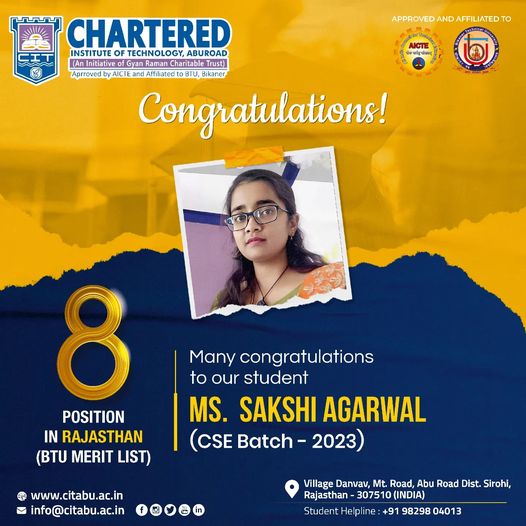 CIT
CHARTERED
INSTITUTE OF TECHNOLOGY, ABUROAD
(An Initiative of Gyan Raman Charitable Trust)
Aprroved by AICTE and Affiliated to BTU, Bikaner
APPROVED AND AFFILIATED TO
AICTE
Congratulations!
8
POSITION
IN RAJASTHAN
(BTU MERIT LIST)
Many congratulations
to our student
MS. SAKSHI AGARWAL
(CSE Batch - 2023)
www.citabu.ac.in
info@citabu.ac.in
Village Danvav, Mt. Road, Abu Road Dist. Sirohi,
Rajasthan - 307510 (INDIA)
Student Helpline : +91 98298 04013